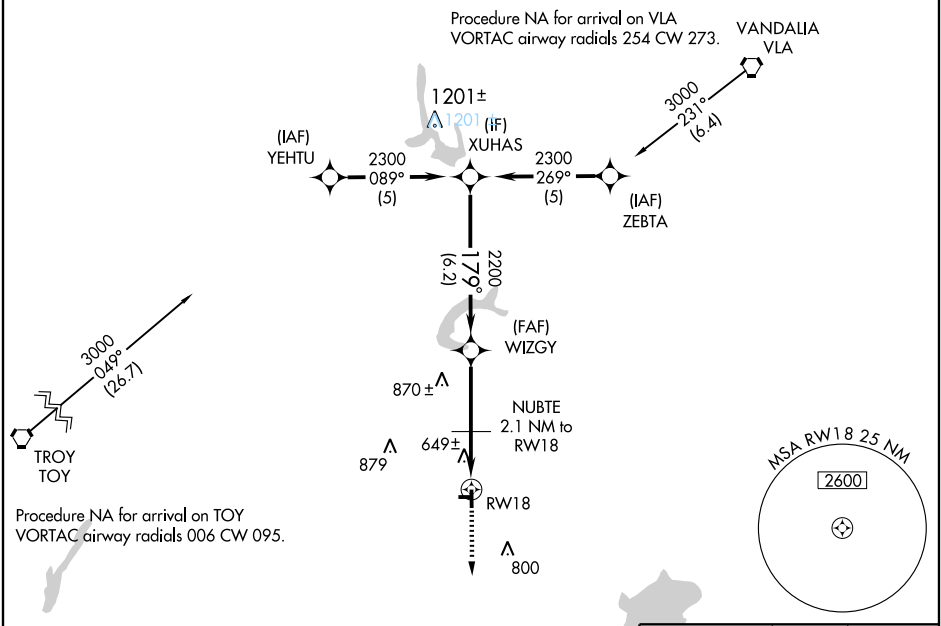 Procedure NA for arrival on VLA
VORTAC airway radials 254 CW 273.
VANDALIA
VLA
3000
231°
(6.4)
1201±
1201 ±
(IF)
XUHAS
(IAF)
YEHTU
2300
089°
(5)
2300
269°
(5)
(IAF)
ZEBTA
2200
179°
(6.2)
(FAF)
WIZGY
3000
049°
(26.7)
TROY
TOY
870 ±
NUBTE
2.1 NM to
RW18
649±
879
RW18
800
MSA RW18 25 NM
2600
Procedure NA for arrival on TOY
VORTAC airway radials 006 CW 095.